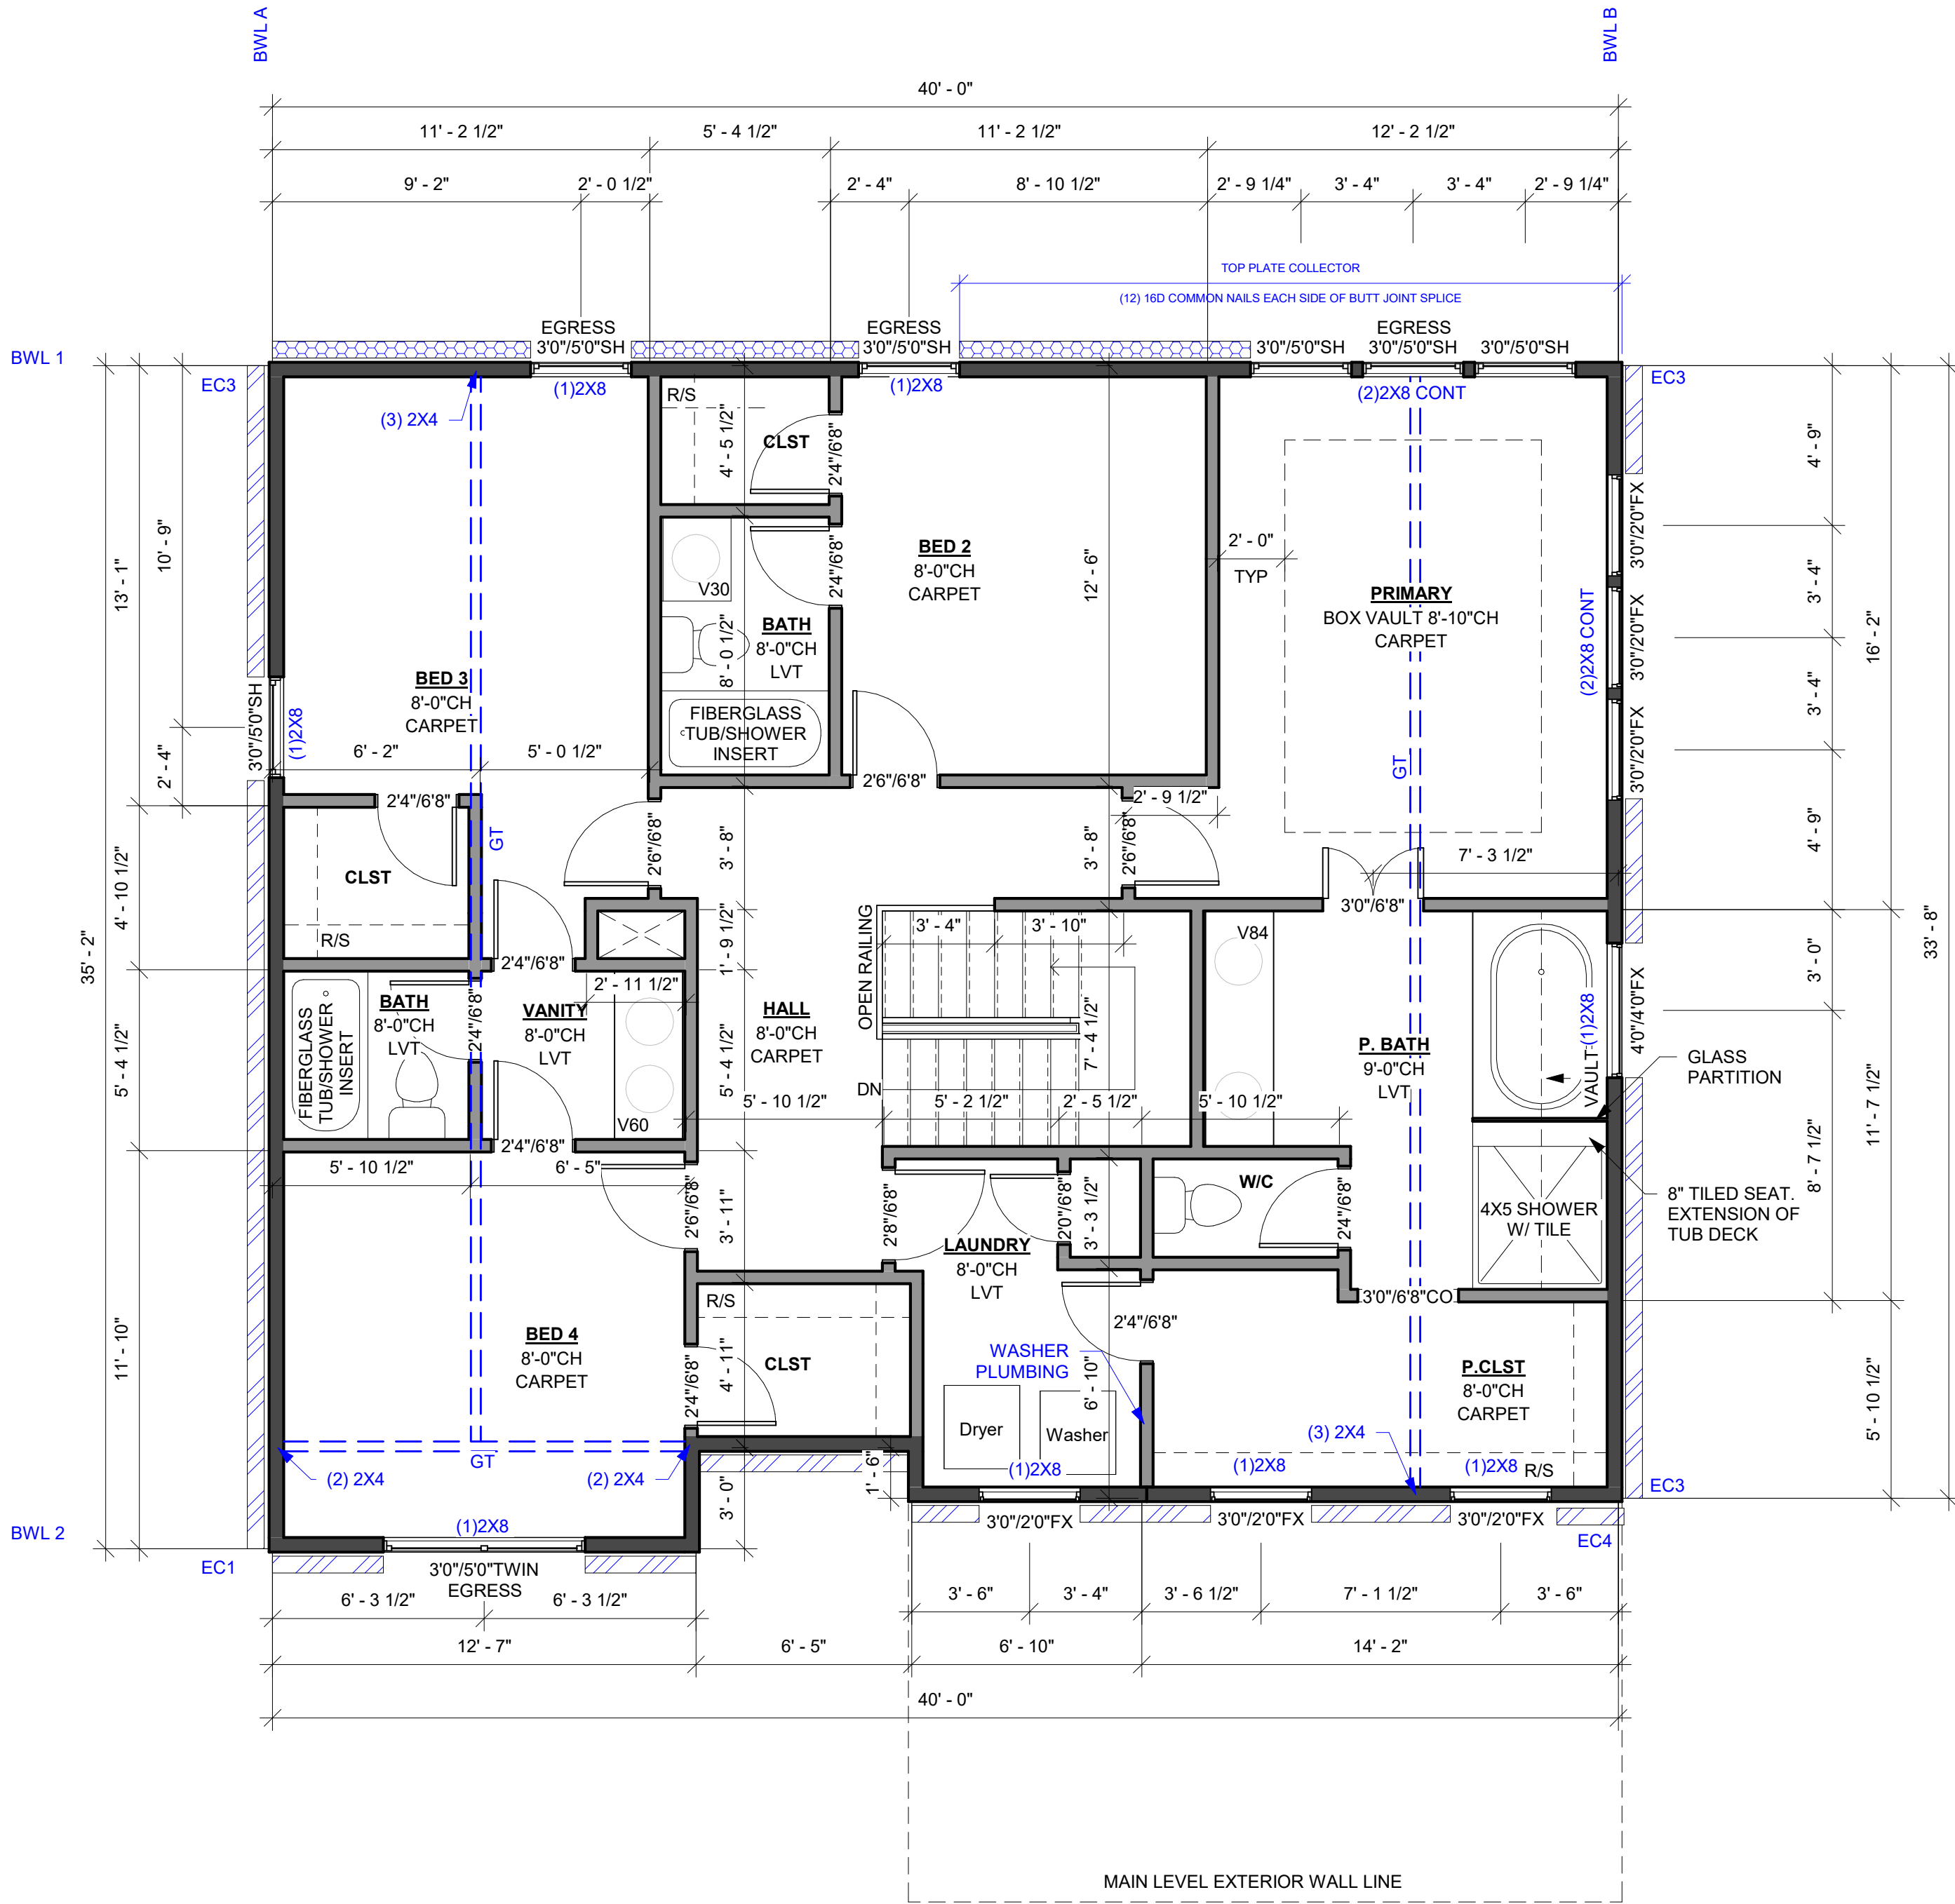 BWL A
BWL B
40' - 0"
11' - 2 1/2"
5' - 4 1/2"
11' - 2 1/2"
12' - 2 1/2"
9' - 2"
2' - 0 1/2"
2' - 4"
8' - 10 1/2"
2' - 9 1/4"
3' - 4"
3' - 4"
2' - 9 1/4"
TOP PLATE COLLECTOR
(12) 16D COMMON NAILS EACH SIDE OF BUTT JOINT SPLICE
EGRESS
3'0"/5'0"SH
EGRESS
3'0"/5'0"SH
3'0"/5'0"SH
EGRESS
3'0"/5'0"SH
3'0"/5'0"SH
BWL 1
EC3
EC3
(3) 2X4
(1)2X8
R/S
(1)2X8
(2)2X8 CONT
4' - 5 1/2"
CLST
2'4"/6'8"
4' - 9"
3'0"/2'0"FX
10' - 9"
13' - 1"
BED 2
8'-0"CH
CARPET
12' - 6"
2' - 0"
TYP
V30
2'4"/6'8"
BATH
8'-0"CH
LVT
8' - 0 1/2"
PRIMARY
BOX VAULT 8'-10"CH
CARPET
(2)2X8 CONT
3'0"/2'0"FX
3' - 4"
16' - 2"
BED 3
8'-0"CH
CARPET
3'0"/5'0"SH
(1)2X8
FIBERGLASS
TUB/SHOWER
INSERT
3'0"/2'0"FX
3' - 4"
2' - 4"
6' - 2"
5' - 0 1/2"
GT
2'4"/6'8"
2'6"/6'8"
2' - 9 1/2"
GT
2'6"/6'8"
3' - 8"
3' - 8"
2'6"/6'8"
7' - 3 1/2"
4' - 9"
4' - 10 1/2"
CLST
R/S
3'0"/6'8"
35' - 2"
33' - 8"
1' - 9 1/2"
OPEN RAILING
3' - 4"
3' - 10"
V84
2'4"/6'8"
2' - 11 1/2"
3' - 0"
BATH
8'-0"CH
LVT
2'4"/6'8"
VANITY
8'-0"CH
LVT
HALL
8'-0"CH
CARPET
FIBERGLASS
TUB/SHOWER
INSERT
5' - 4 1/2"
5' - 4 1/2"
7' - 4 1/2"
P. BATH
9'-0"CH
LVT
(1)2X8
VAULT
4'0"/4'0"FX
GLASS
PARTITION
DN
V60
5' - 10 1/2"
5' - 2 1/2"
2' - 5 1/2"
5' - 10 1/2"
11' - 7 1/2"
8' - 7 1/2"
2'4"/6'8"
5' - 10 1/2"
6' - 5"
2'6"/6'8"
3' - 11"
2'8"/6'8"
2'0"/6'8"
3' - 3 1/2"
W/C
2'4"/6'8"
4X5 SHOWER
W/ TILE
8" TILED SEAT.
EXTENSION OF
TUB DECK
LAUNDRY
8'-0"CH
LVT
R/S
3'0"/6'8"CO
11' - 10"
BED 4
8'-0"CH
CARPET
2'4"/6'8"
4' - 11"
CLST
WASHER
PLUMBING
2'4"/6'8"
6' - 10"
P.CLST
8'-0"CH
CARPET
5' - 10 1/2"
Dryer
Washer
(3) 2X4
GT
(2) 2X4
(2) 2X4
1' - 6"
(1)2X8
(1)2X8
(1)2X8
R/S
EC3
3' - 0"
BWL 2
(1)2X8
3'0"/2'0"FX
3'0"/2'0"FX
3'0"/2'0"FX
EC4
EC1
3'0"/5'0"TWIN
EGRESS
6' - 3 1/2"
6' - 3 1/2"
3' - 6"
3' - 4"
3' - 6 1/2"
7' - 1 1/2"
3' - 6"
12' - 7"
6' - 5"
6' - 10"
14' - 2"
40' - 0"
MAIN LEVEL EXTERIOR WALL LINE